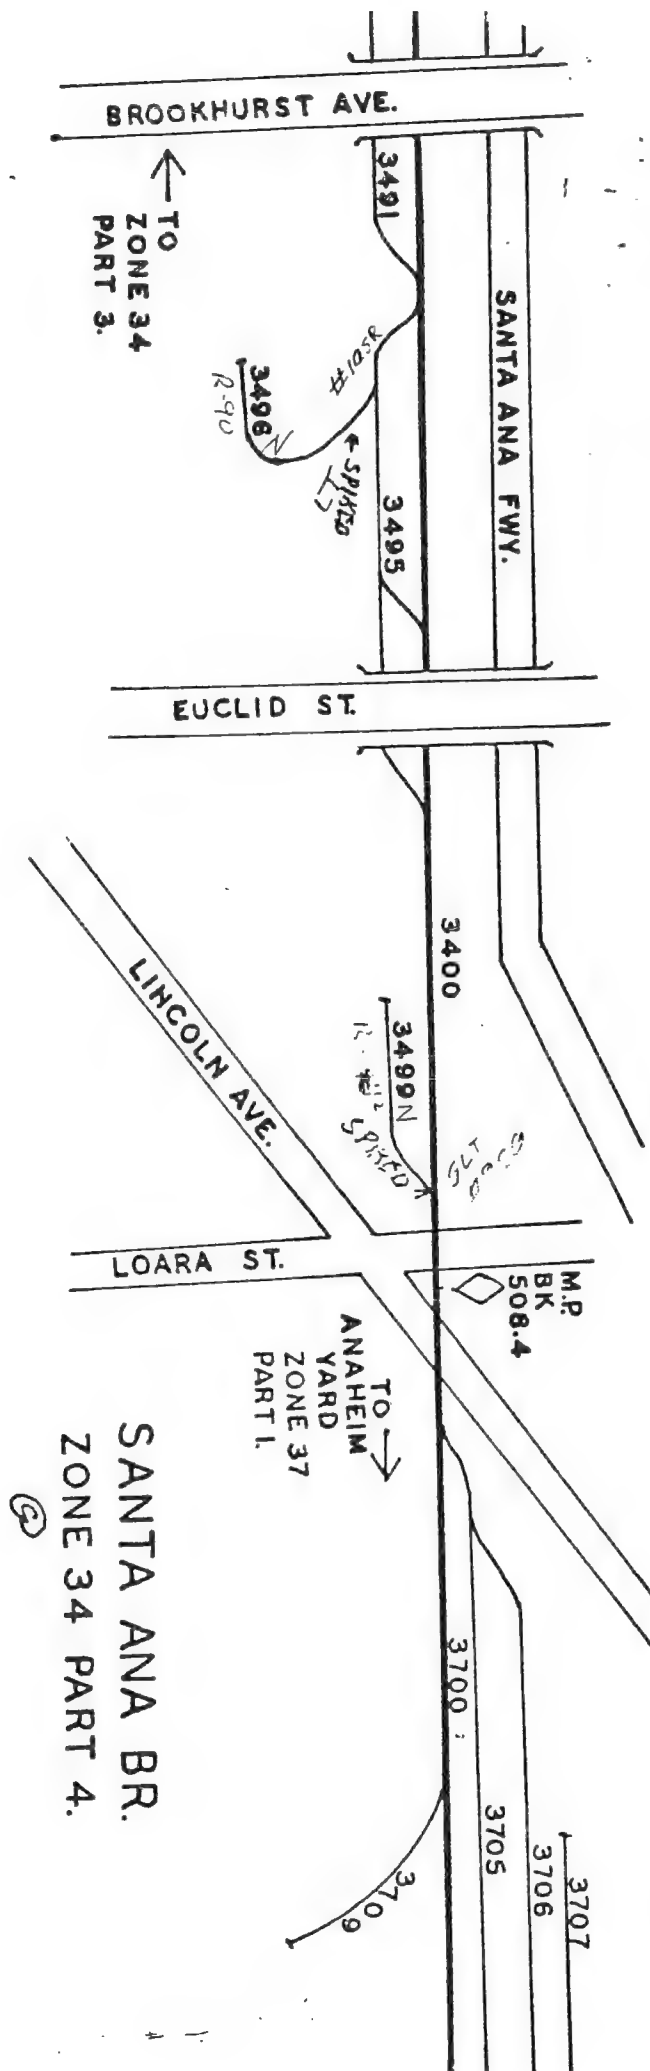 BROOKHURST AVE.
TO
ZONE 34
PART 3.
3491
SANTA ANA FWY.
#10SR
3496
N
R-90
← SPIKED
3495
EUCLID ST.
3400
LINCOLN AVE.
3499N
SPIKED
LOARA ST.
M.P.
BK
508.4
TO
ANAHEIM
YARD
ZONE 37
PART 1.
3700
3705
3706
3707
3709
SANTA ANA BR.
ZONE 34 PART 4.